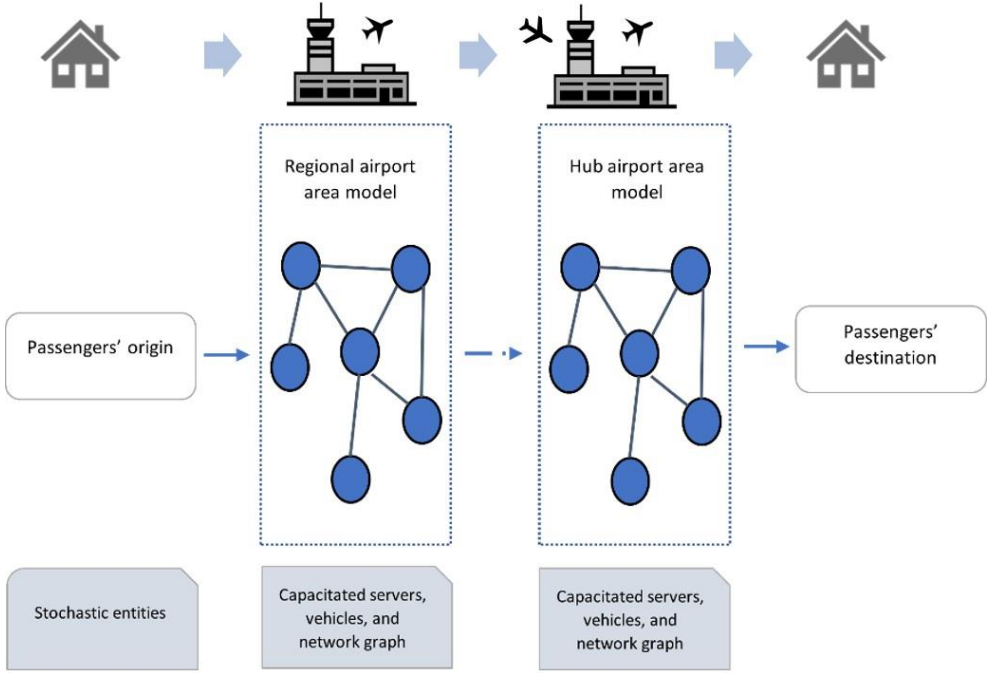 Regional airport
area model
Hub airport area
model
Passengers’ origin
Passengers’
destination
Stochastic entities
Capacitated servers,
vehicles, and
network graph
Capacitated servers,
vehicles, and
network graph